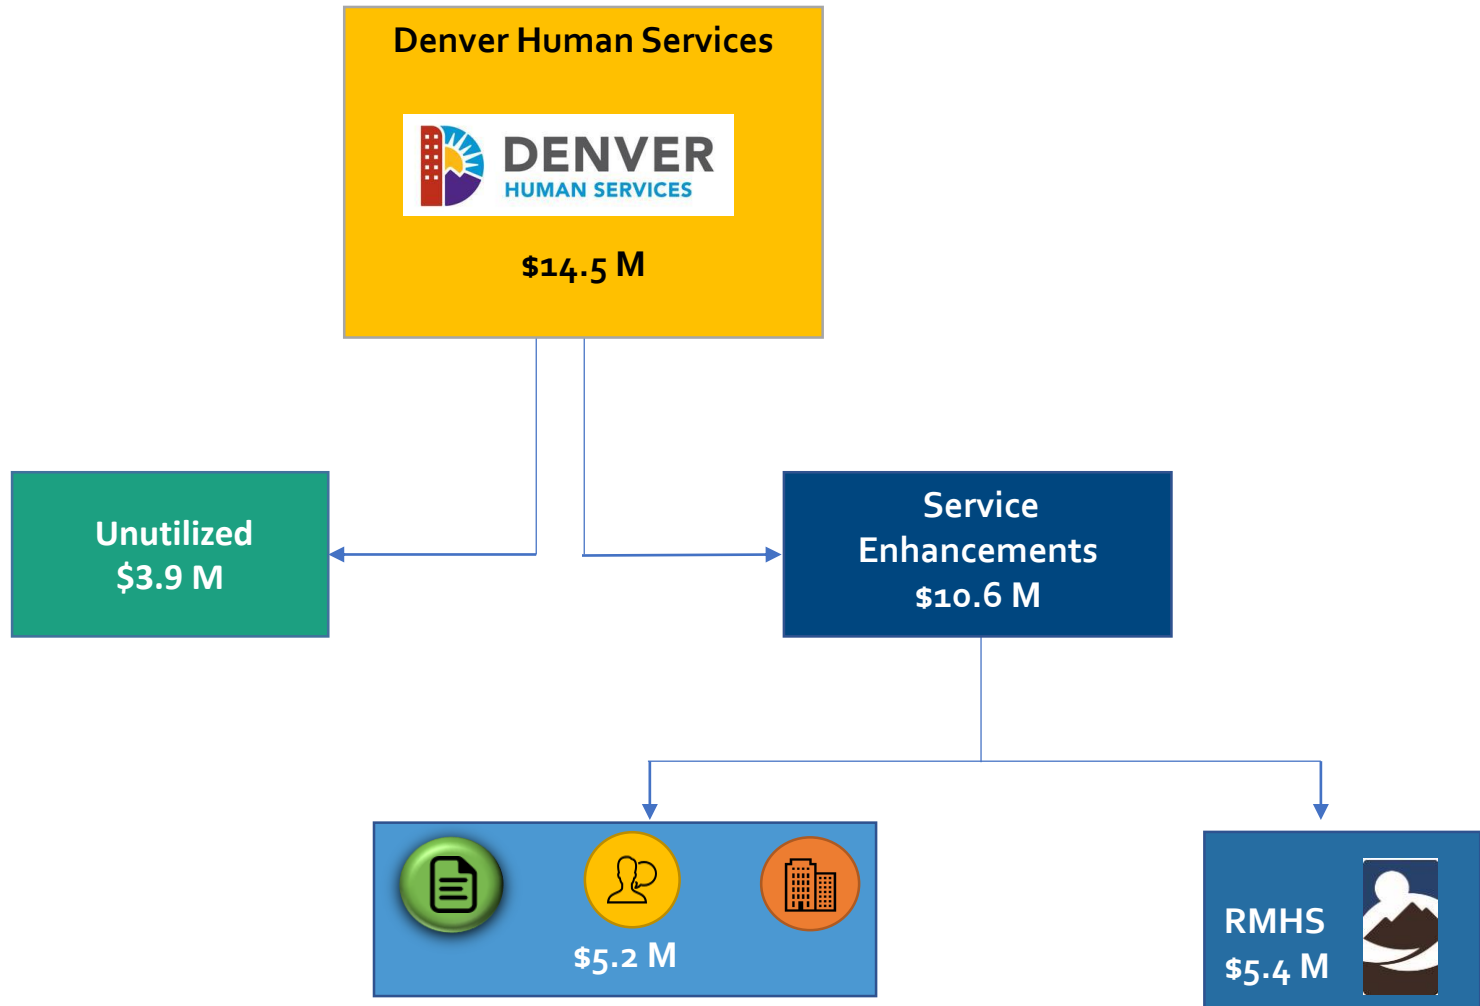 Denver Human Services
DENVER
HUMAN SERVICES
$14.5 M
Unutilized
$3.9 M
Service
Enhancements
$10.6 M
$5.2 M
RMHS
$5.4 M